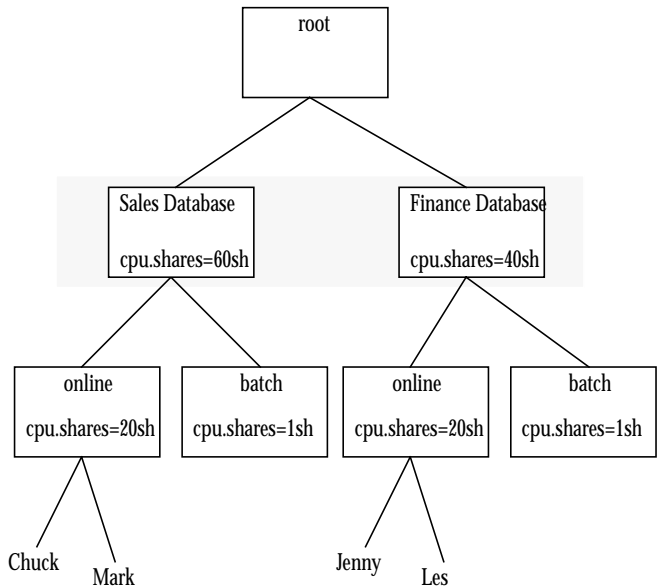 root
Sales Database
cpu.shares=60sh
Finance Database
cpu.shares=40sh
online
cpu.shares=20sh
batch
cpu.shares=1sh
online
cpu.shares=20sh
batch
cpu.shares=1sh
Chuck
Mark
Jenny
Les